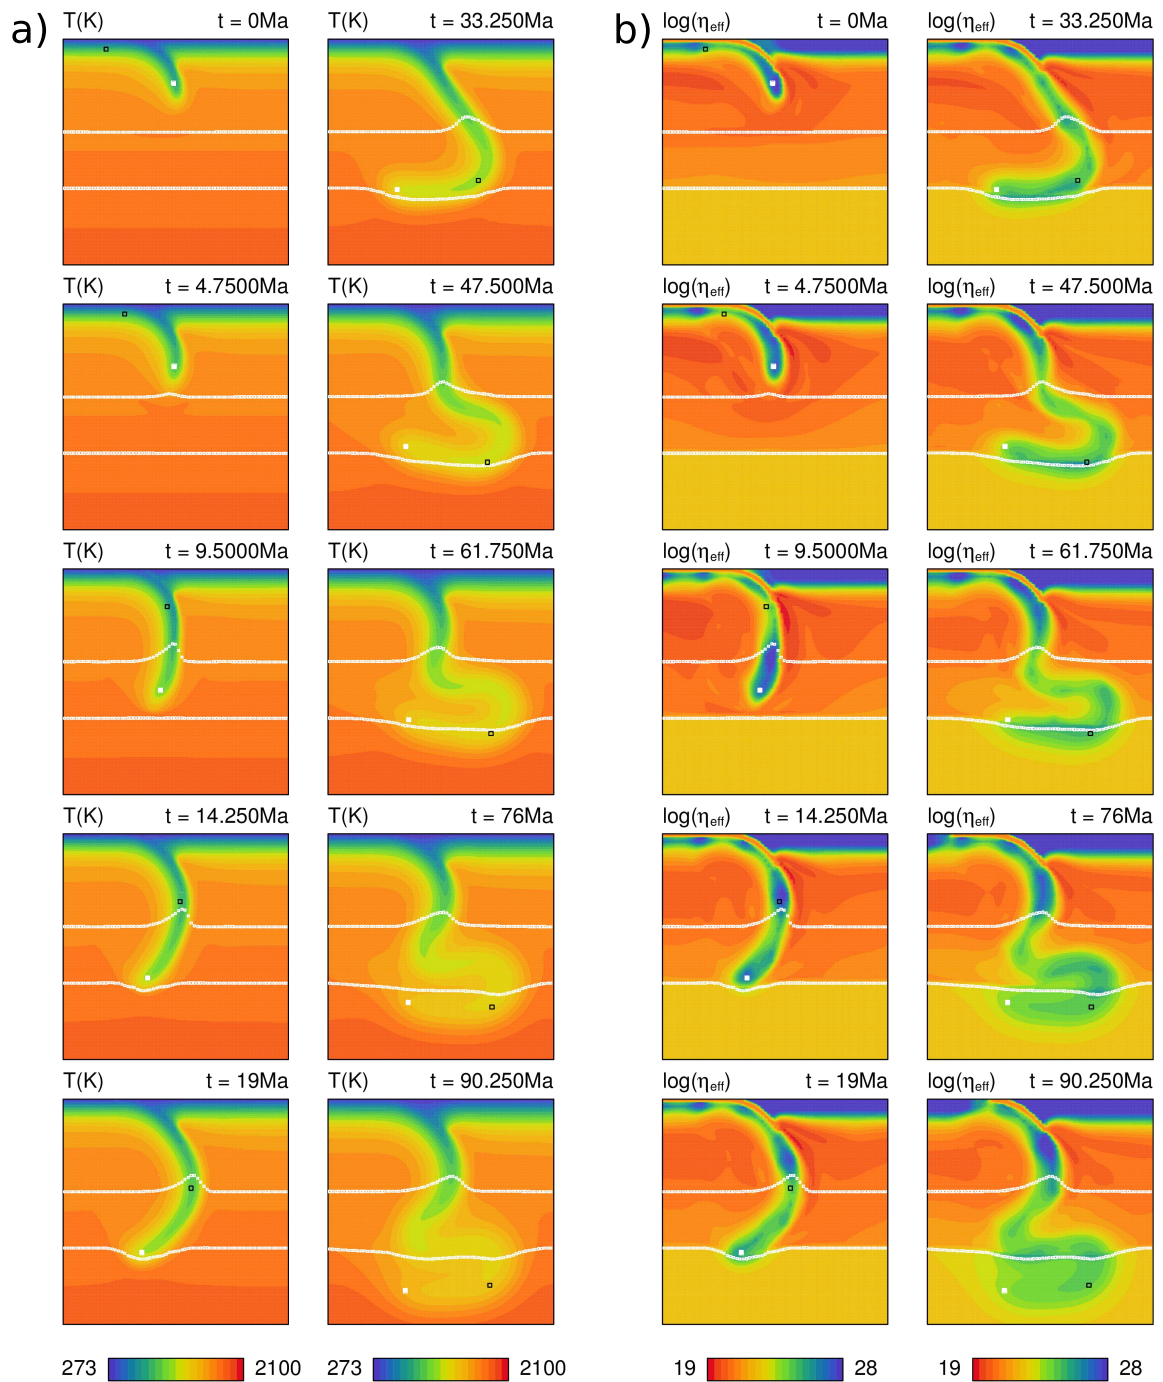 a)
b)
T(K) t = 0Ma
T(K) t = 33.250Ma
log(ηeff) t = 0Ma
log(ηeff) t = 33.250Ma
T(K) t = 4.7500Ma
T(K) t = 47.500Ma
log(ηeff) t = 4.7500Ma
log(ηeff) t = 47.500Ma
T(K) t = 9.5000Ma
T(K) t = 61.750Ma
log(ηeff) t = 9.5000Ma
log(ηeff) t = 61.750Ma
T(K) t = 14.250Ma
T(K) t = 76Ma
log(ηeff) t = 14.250Ma
log(ηeff) t = 76Ma
T(K) t = 19Ma
T(K) t = 90.250Ma
log(ηeff) t = 19Ma
log(ηeff) t = 90.250Ma
273 2100
273 2100
19 28
19 28